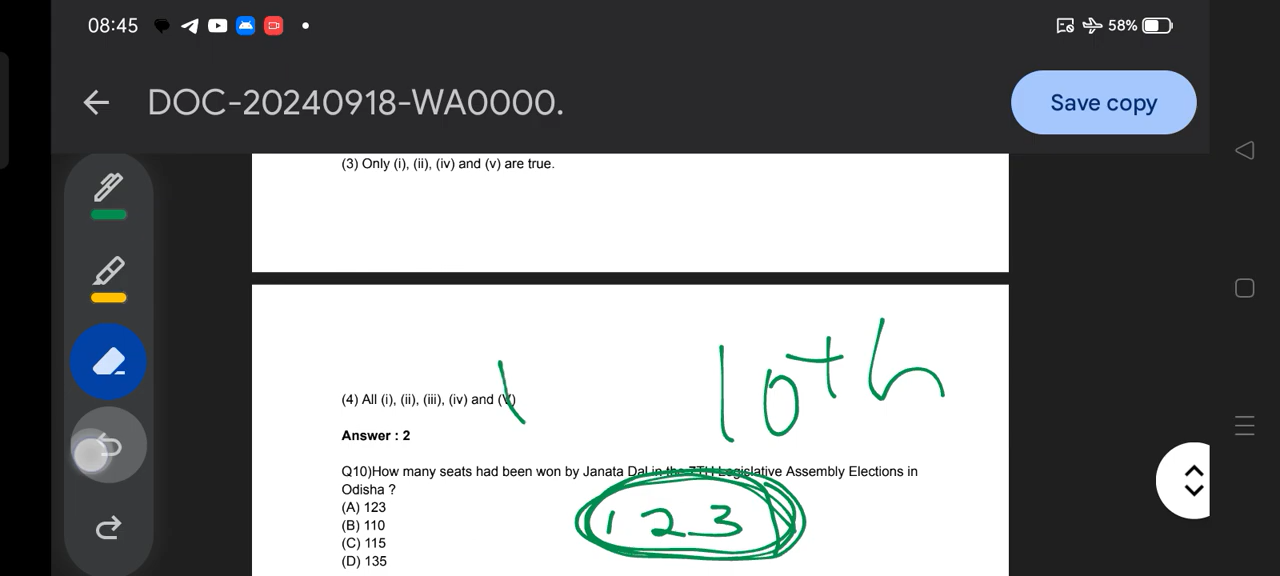 08:45
58%
DOC-20240918-WA0000.
Save copy
(3) Only (i), (ii), (iv) and (v) are true.
10th
(4) All (i), (ii), (iii), (iv) and (V)
Answer : 2
Q10)How many seats had been won by Janata Dal in the 7TH Legislative Assembly Elections in
Odisha ?
(A) 123
123
(B) 110
(C) 115
(D) 135